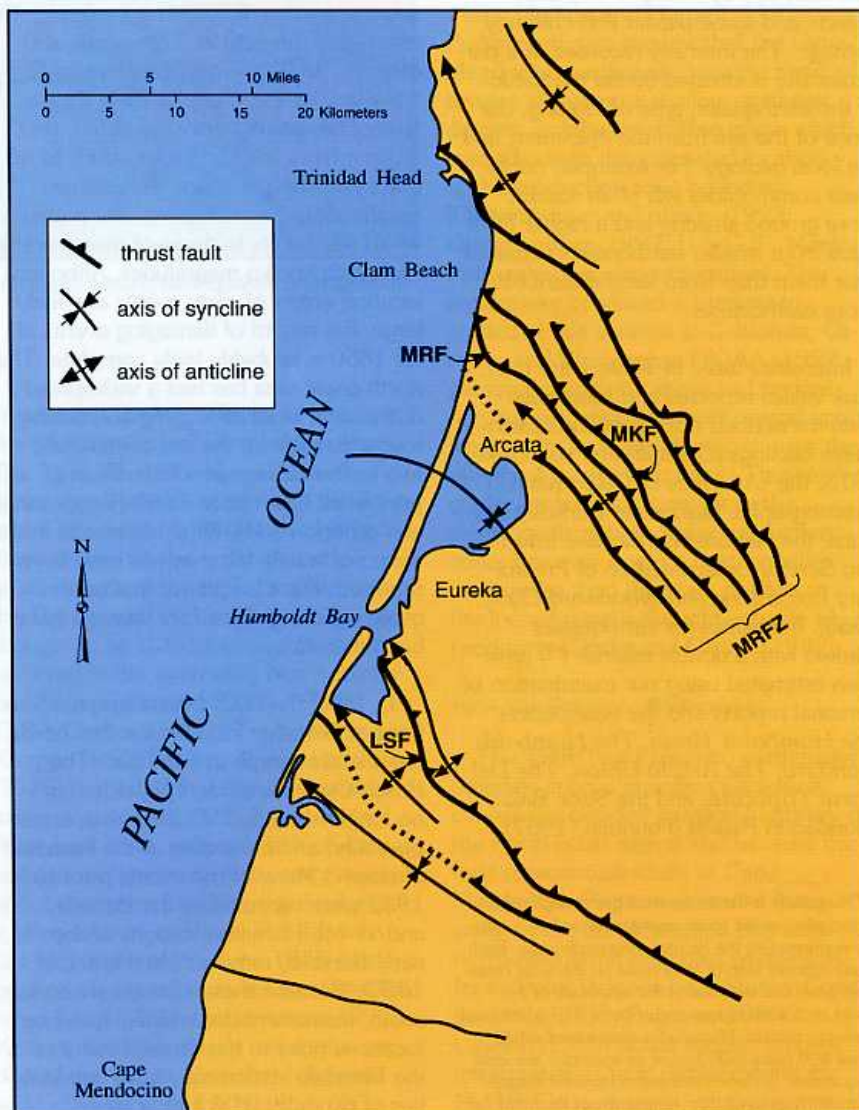 0 5 10 Miles
0 5 10 15 20 Kilometers
Trinidad Head
thrust fault
axis of syncline
axis of anticline
Clam Beach
MRF
Arcata
MKF
OCEAN
N
Eureka
Humboldt Bay
MRFZ
LSF
PACIFIC
Cape
Mendocino